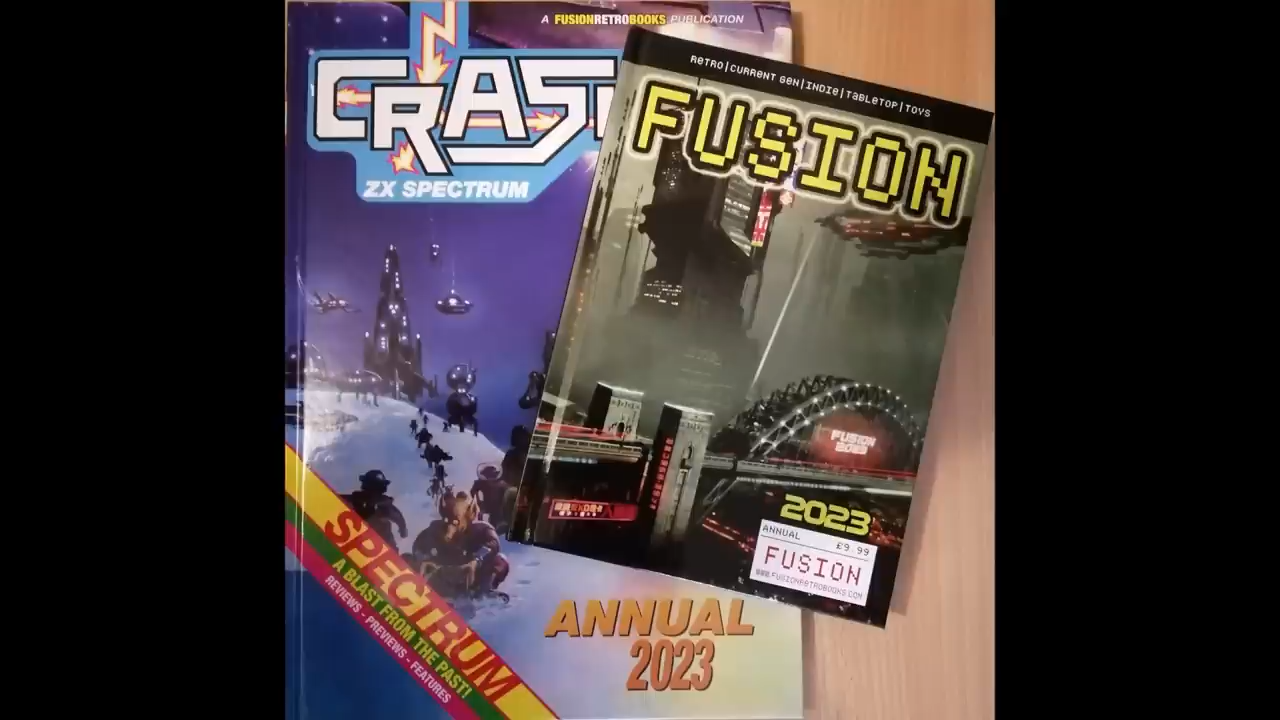 A FUSIONRETROBOOKS PUBLICATION
CRAS
ZX SPECTRUM
SPECTRUM
A BLAST FROM THE PAST!
REVIEWS - PREVIEWS - FEATURES
ANNUAL
2023
RETRO|CURRENT GEN|INDIE|TABLETOP|TOYS
FUSION
FUSION
2023
2023
ANNUAL £9.99
FUSION
WWW.FUSIONRETROBOOKS.COM